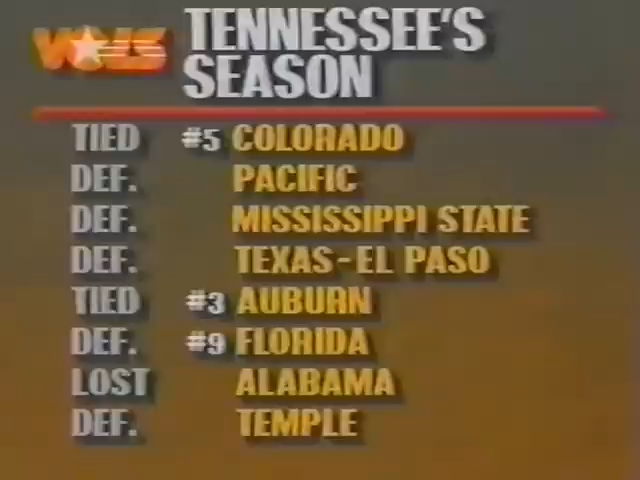 VOLS
TENNESSEE'S
SEASON
TIED #5 COLORADO
DEF. PACIFIC
DEF. MISSISSIPPI STATE
DEF. TEXAS-EL PASO
TIED #3 AUBURN
DEF. #9 FLORIDA
LOST ALABAMA
DEF. TEMPLE